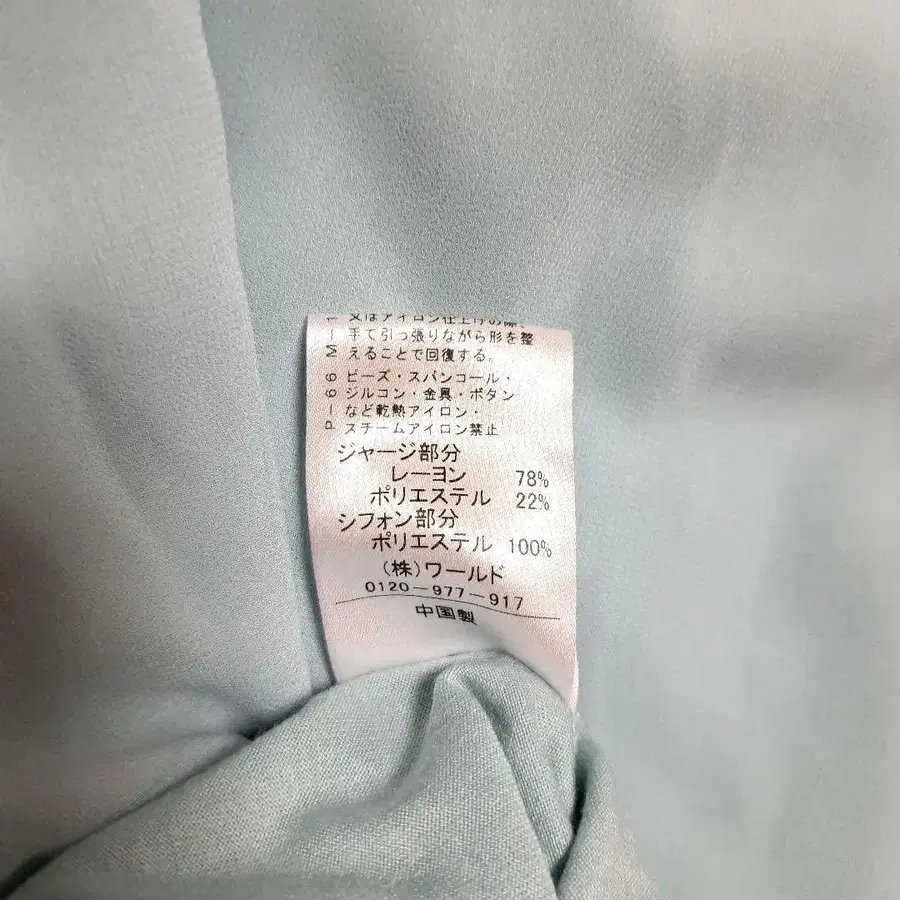 又はアイロン仕上げの際、
手で引っ張りながら形を整
えることで回復する。
ビーズ・スパンコール・
ジルコン・金具・ボタン
など乾熱アイロン・
スチームアイロン禁止
ジャージ部分
レーヨン 78%
ポリエステル 22%
シフォン部分
ポリエステル 100%
(株)ワールド
0120-977-917
中国製